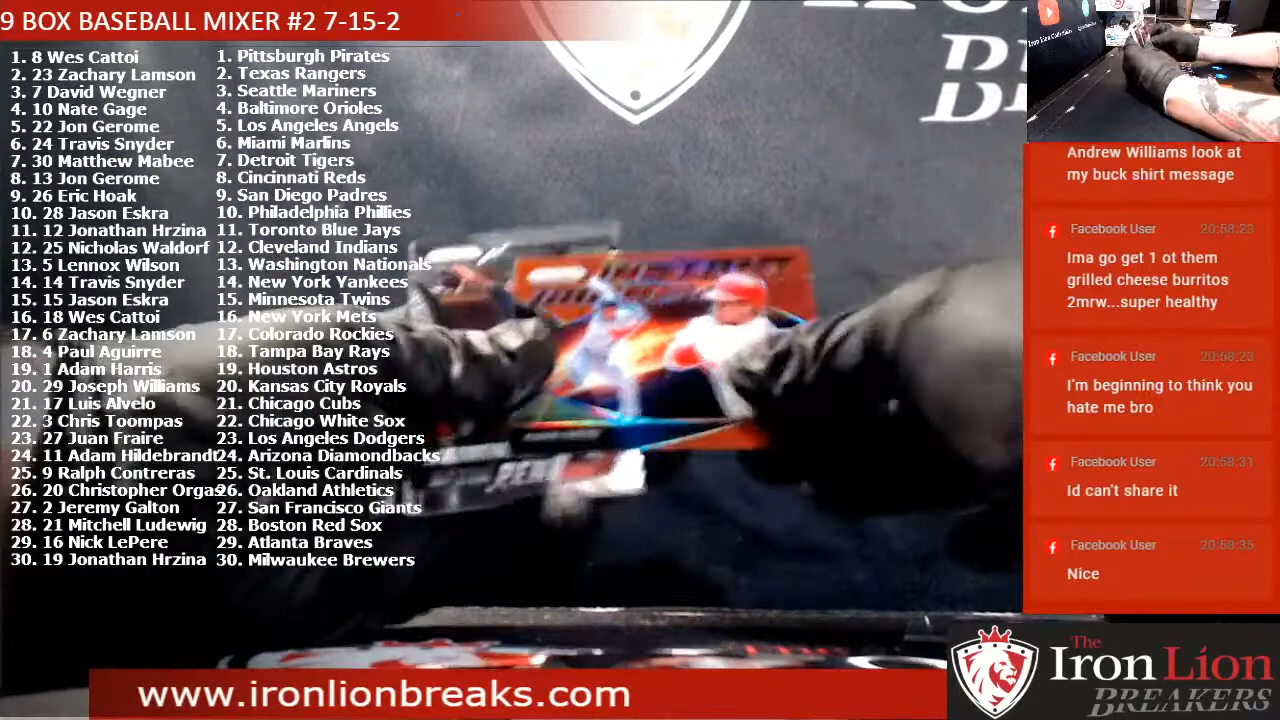 9 BOX BASEBALL MIXER #2 7-15-2
1. 8 Wes Cattoi
2. 23 Zachary Lamson
3. 7 David Wegner
4. 10 Nate Gage
5. 22 Jon Gerome
6. 24 Travis Snyder
7. 30 Matthew Mabee
8. 13 Jon Gerome
9. 26 Eric Hoak
10. 28 Jason Eskra
11. 12 Jonathan Hrzina
12. 25 Nicholas Waldorf
13. 5 Lennox Wilson
14. 14 Travis Snyder
15. 15 Jason Eskra
16. 18 Wes Cattoi
17. 6 Zachary Lamson
18. 4 Paul Aguirre
19. 1 Adam Harris
20. 29 Joseph Williams
21. 17 Luis Alvelo
22. 3 Chris Toompas
23. 27 Juan Fraire
24. 11 Adam Hildebrandt
25. 9 Ralph Contreras
26. 20 Christopher Orgas
27. 2 Jeremy Galton
28. 21 Mitchell Ludewig
29. 16 Nick LePere
30. 19 Jonathan Hrzina
1. Pittsburgh Pirates
2. Texas Rangers
3. Seattle Mariners
4. Baltimore Orioles
5. Los Angeles Angels
6. Miami Marlins
7. Detroit Tigers
8. Cincinnati Reds
9. San Diego Padres
10. Philadelphia Phillies
11. Toronto Blue Jays
12. Cleveland Indians
13. Washington Nationals
14. New York Yankees
15. Minnesota Twins
16. New York Mets
17. Colorado Rockies
18. Tampa Bay Rays
19. Houston Astros
20. Kansas City Royals
21. Chicago Cubs
22. Chicago White Sox
23. Los Angeles Dodgers
24. Arizona Diamondbacks
25. St. Louis Cardinals
26. Oakland Athletics
27. San Francisco Giants
28. Boston Red Sox
29. Atlanta Braves
30. Milwaukee Brewers
Andrew Williams look at
my buck shirt message
Facebook User 20:58:23
Ima go get 1 ot them
grilled cheese burritos
2mrw...super healthy
Facebook User 20:58:23
I'm beginning to think you
hate me bro
Facebook User 20:58:31
Id can't share it
Facebook User 20:58:35
Nice
www.ironlionbreaks.com
The
Iron Lion
BREAKERS